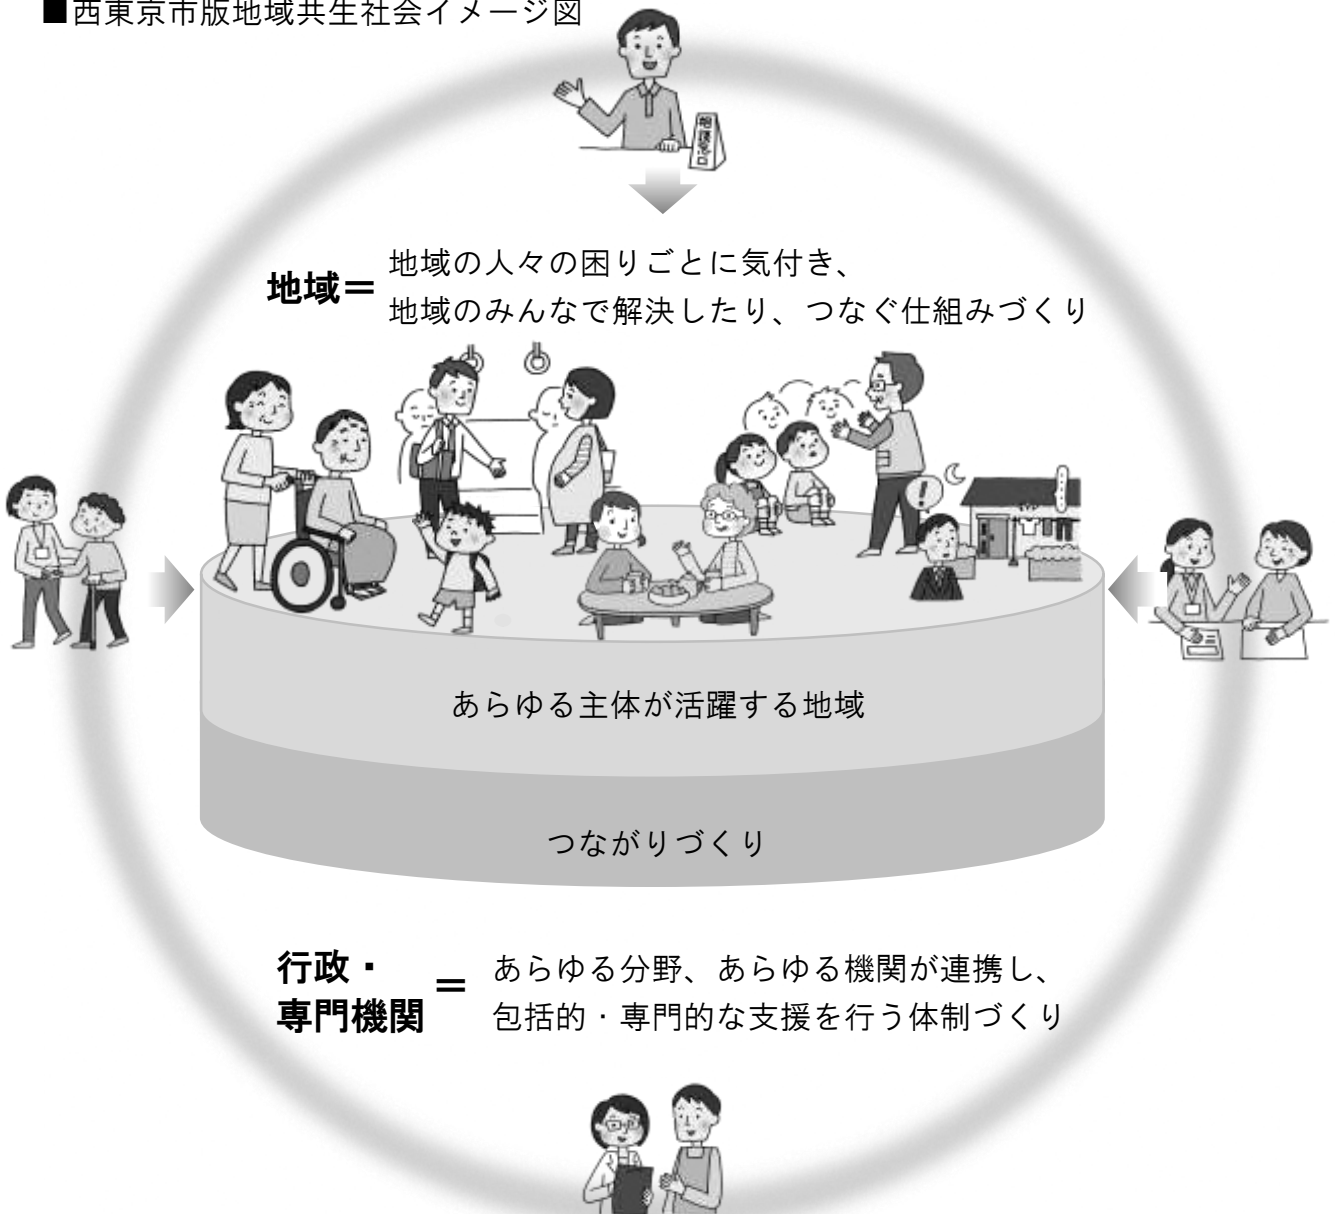 ■西東京市版地域共生社会イメージ図
相談窓口
地域＝
地域の人々の困りごとに気付き、
地域のみんなで解決したり、つなぐ仕組みづくり
!
あらゆる主体が活躍する地域
つながりづくり
行政・
専門機関
＝
あらゆる分野、あらゆる機関が連携し、
包括的・専門的な支援を行う体制づくり